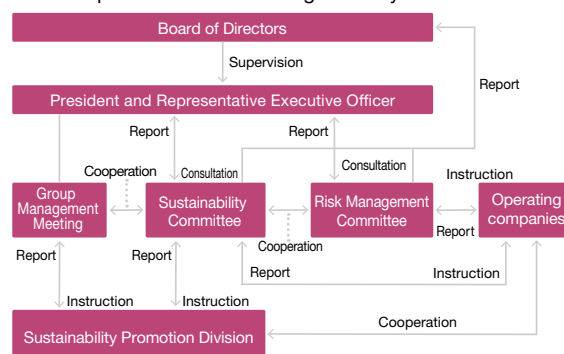 Board of Directors
Supervision
Report
President and Representative Executive Officer
Report
Report
Cooperation
Consultation
Consultation
Instruction
Group
Management
Meeting
Sustainability
Committee
Risk Management
Committee
Operating
companies
Report
Cooperation
Report
Report
Report
Instruction
Instruction
Instruction
Cooperation
Sustainability Promotion Division